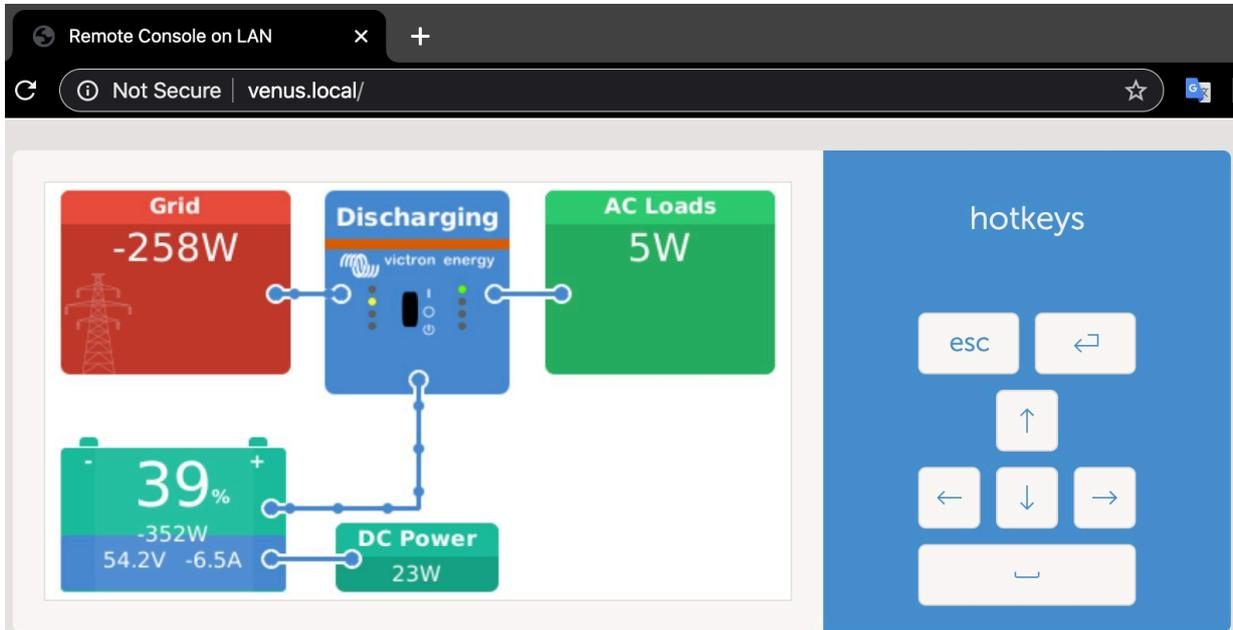 Remote Console on LAN
Not Secure venus.local/
Grid
-258W
Discharging
victron energy
AC Loads
5W
- 39% +
-352W
54.2V -6.5A
DC Power
23W
hotkeys
esc ⮐
↑
← ↓ →